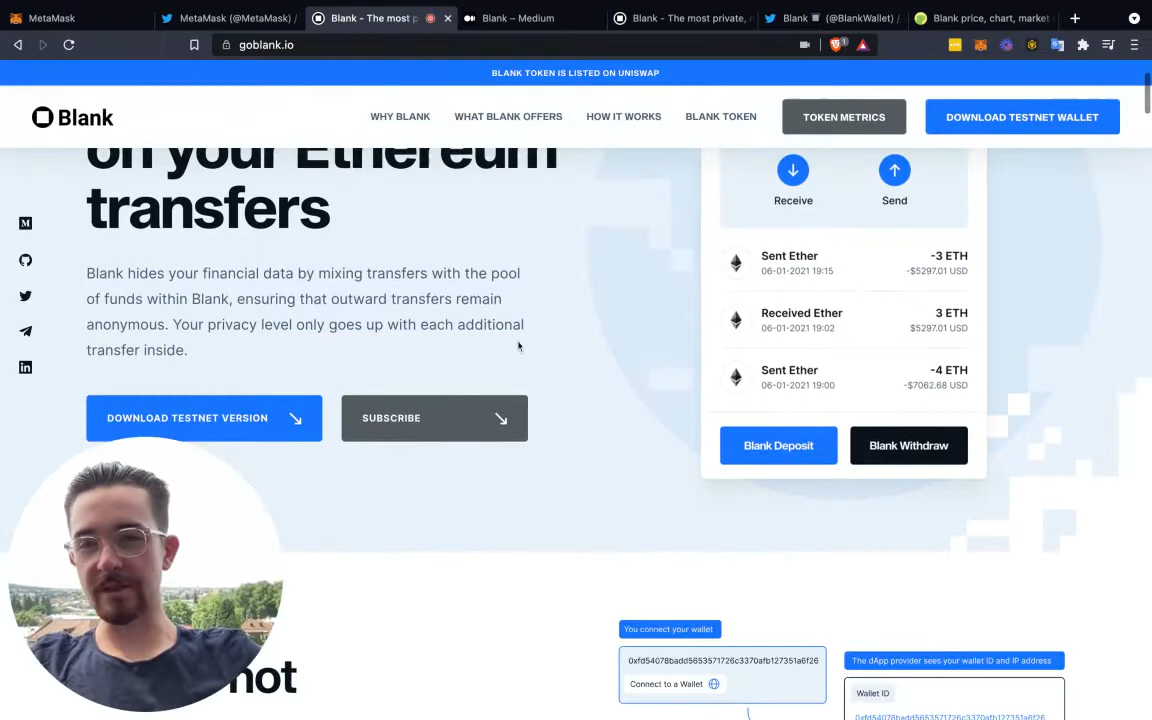 MetaMask
MetaMask (@MetaMask) /
Blank - The most p
Blank – Medium
Blank - The most private, n
Blank (@BlankWallet) /
Blank price, chart, market
goblank.io
1
BLANK TOKEN IS LISTED ON UNISWAP
Blank
WHY BLANK
WHAT BLANK OFFERS
HOW IT WORKS
BLANK TOKEN
TOKEN METRICS
DOWNLOAD TESTNET WALLET
on your Ethereum
transfers
Blank hides your financial data by mixing transfers with the pool
of funds within Blank, ensuring that outward transfers remain
anonymous. Your privacy level only goes up with each additional
transfer inside.
DOWNLOAD TESTNET VERSION
SUBSCRIBE
Receive
Send
Sent Ether
-3 ETH
06-01-2021 19:15
-$5297.01 USD
Received Ether
3 ETH
06-01-2021 19:02
$5297.01 USD
Sent Ether
-4 ETH
06-01-2021 19:00
-$7062.68 USD
Blank Deposit
Blank Withdraw
not
You connect your wallet
0xfd54078badd5653571726c3370afb127351a6f26
Connect to a Wallet
The dApp provider sees your wallet ID and IP address
Wallet ID
0xfd54078badd5653571726c3370afb127351a6f26